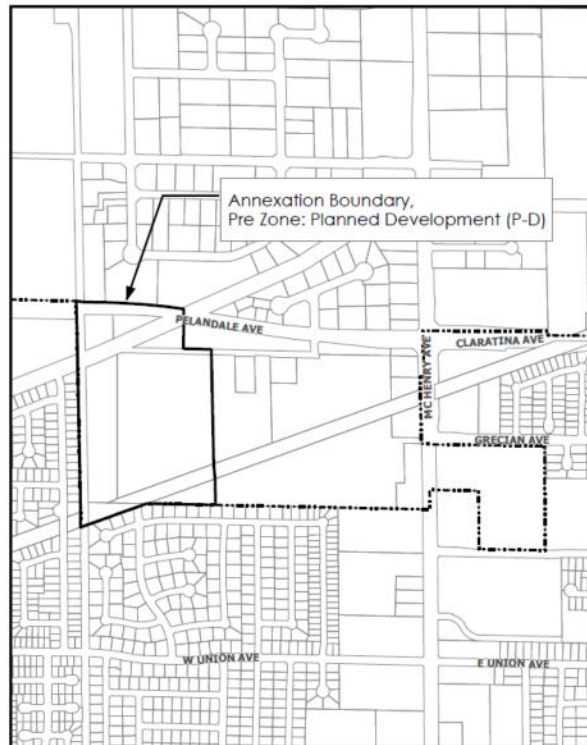 Annexation Boundary,
Pre Zone: Planned Development (P-D)
PELANDALE AVE
CLARATINA AVE
MC HENRY AVE
GRECIAN AVE
W UNION AVE
E UNION AVE